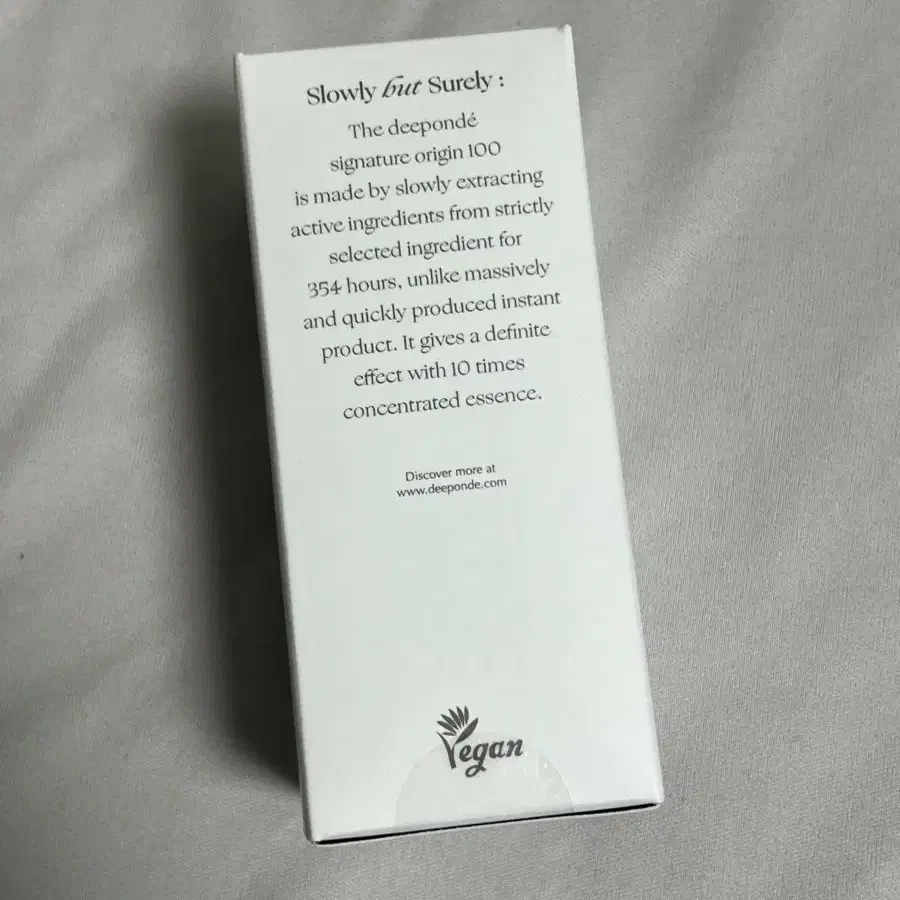 Slowly but Surely :
The deepondé
signature origin 100
is made by slowly extracting
active ingredients from strictly
selected ingredient for
354 hours, unlike massively
and quickly produced instant
product. It gives a definite
effect with 10 times
concentrated essence.
Discover more at
www.deeponde.com
Vegan